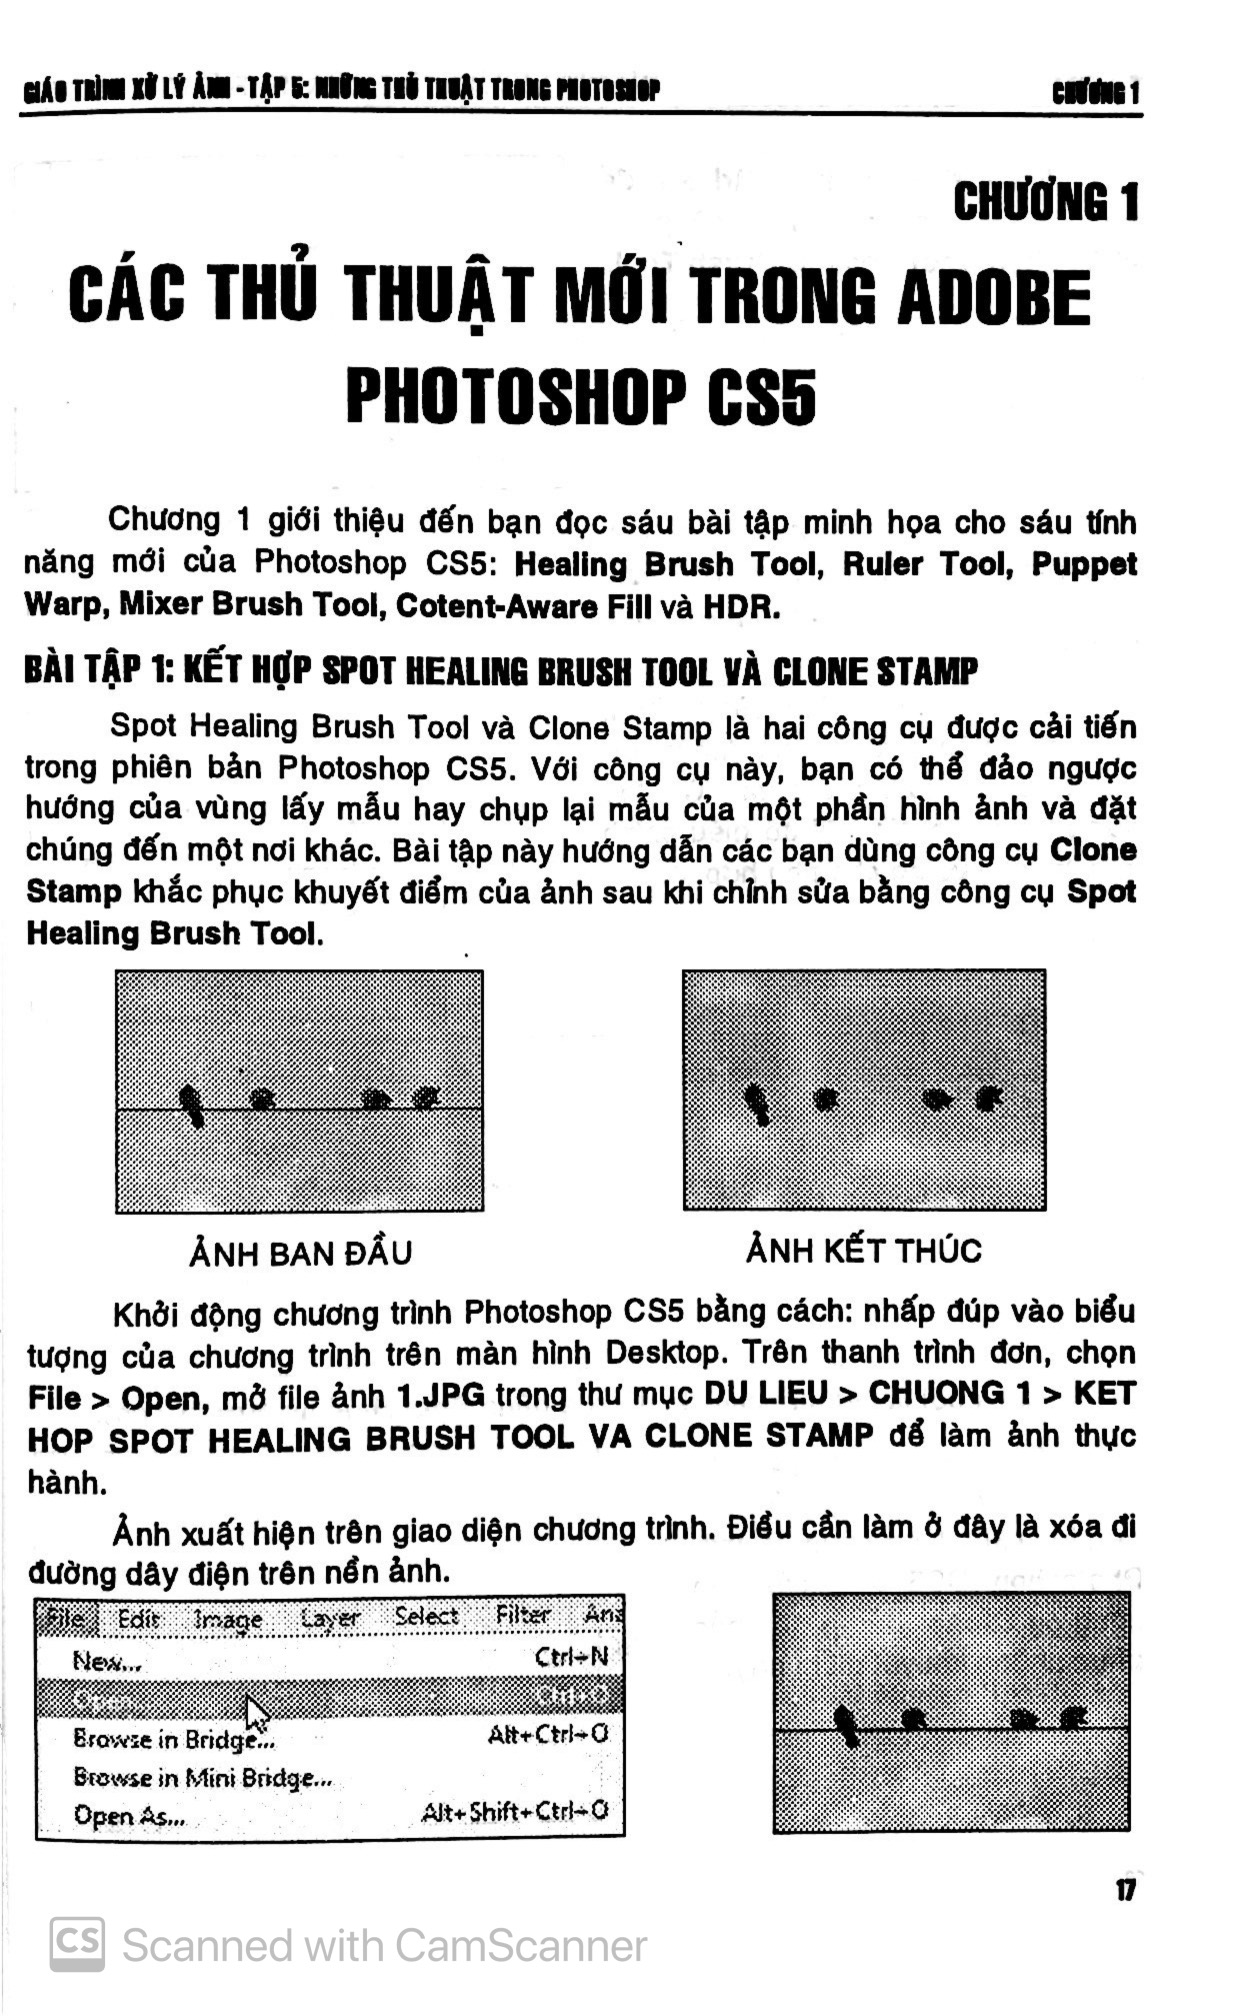 GIÁO TRÌNH XỬ LÝ ẢNH - TẬP 5: NHỮNG THỦ THUẬT TRONG PHOTOSHOP
CHƯƠNG 1
CHƯƠNG 1
CÁC THỦ THUẬT MỚI TRONG ADOBE
PHOTOSHOP CS5
Chương 1 giới thiệu đến bạn đọc sáu bài tập minh họa cho sáu tính
năng mới của Photoshop CS5: Healing Brush Tool, Ruler Tool, Puppet
Warp, Mixer Brush Tool, Cotent-Aware Fill và HDR.
BÀI TẬP 1: KẾT HỢP SPOT HEALING BRUSH TOOL VÀ CLONE STAMP
Spot Healing Brush Tool và Clone Stamp là hai công cụ được cải tiến
trong phiên bản Photoshop CS5. Với công cụ này, bạn có thể đảo ngược
hướng của vùng lấy mẫu hay chụp lại mẫu của một phần hình ảnh và đặt
chúng đến một nơi khác. Bài tập này hướng dẫn các bạn dùng công cụ Clone
Stamp khắc phục khuyết điểm của ảnh sau khi chỉnh sửa bằng công cụ Spot
Healing Brush Tool.
ẢNH BAN ĐẦU
ẢNH KẾT THÚC
Khởi động chương trình Photoshop CS5 bằng cách: nhấp đúp vào biểu
tượng của chương trình trên màn hình Desktop. Trên thanh trình đơn, chọn
File > Open, mở file ảnh 1.JPG trong thư mục DU LIEU > CHUONG 1 > KET
HOP SPOT HEALING BRUSH TOOL VA CLONE STAMP để làm ảnh thực
hành.
Ảnh xuất hiện trên giao diện chương trình. Điều cần làm ở đây là xóa đi
đường dây điện trên nền ảnh.
File Edit Image Layer Select Filter Ana
New... Ctrl+N
Open... Ctrl+O
Browse in Bridge... Alt+Ctrl+O
Browse in Mini Bridge...
Open As... Alt+Shift+Ctrl+O
17
CS Scanned with CamScanner